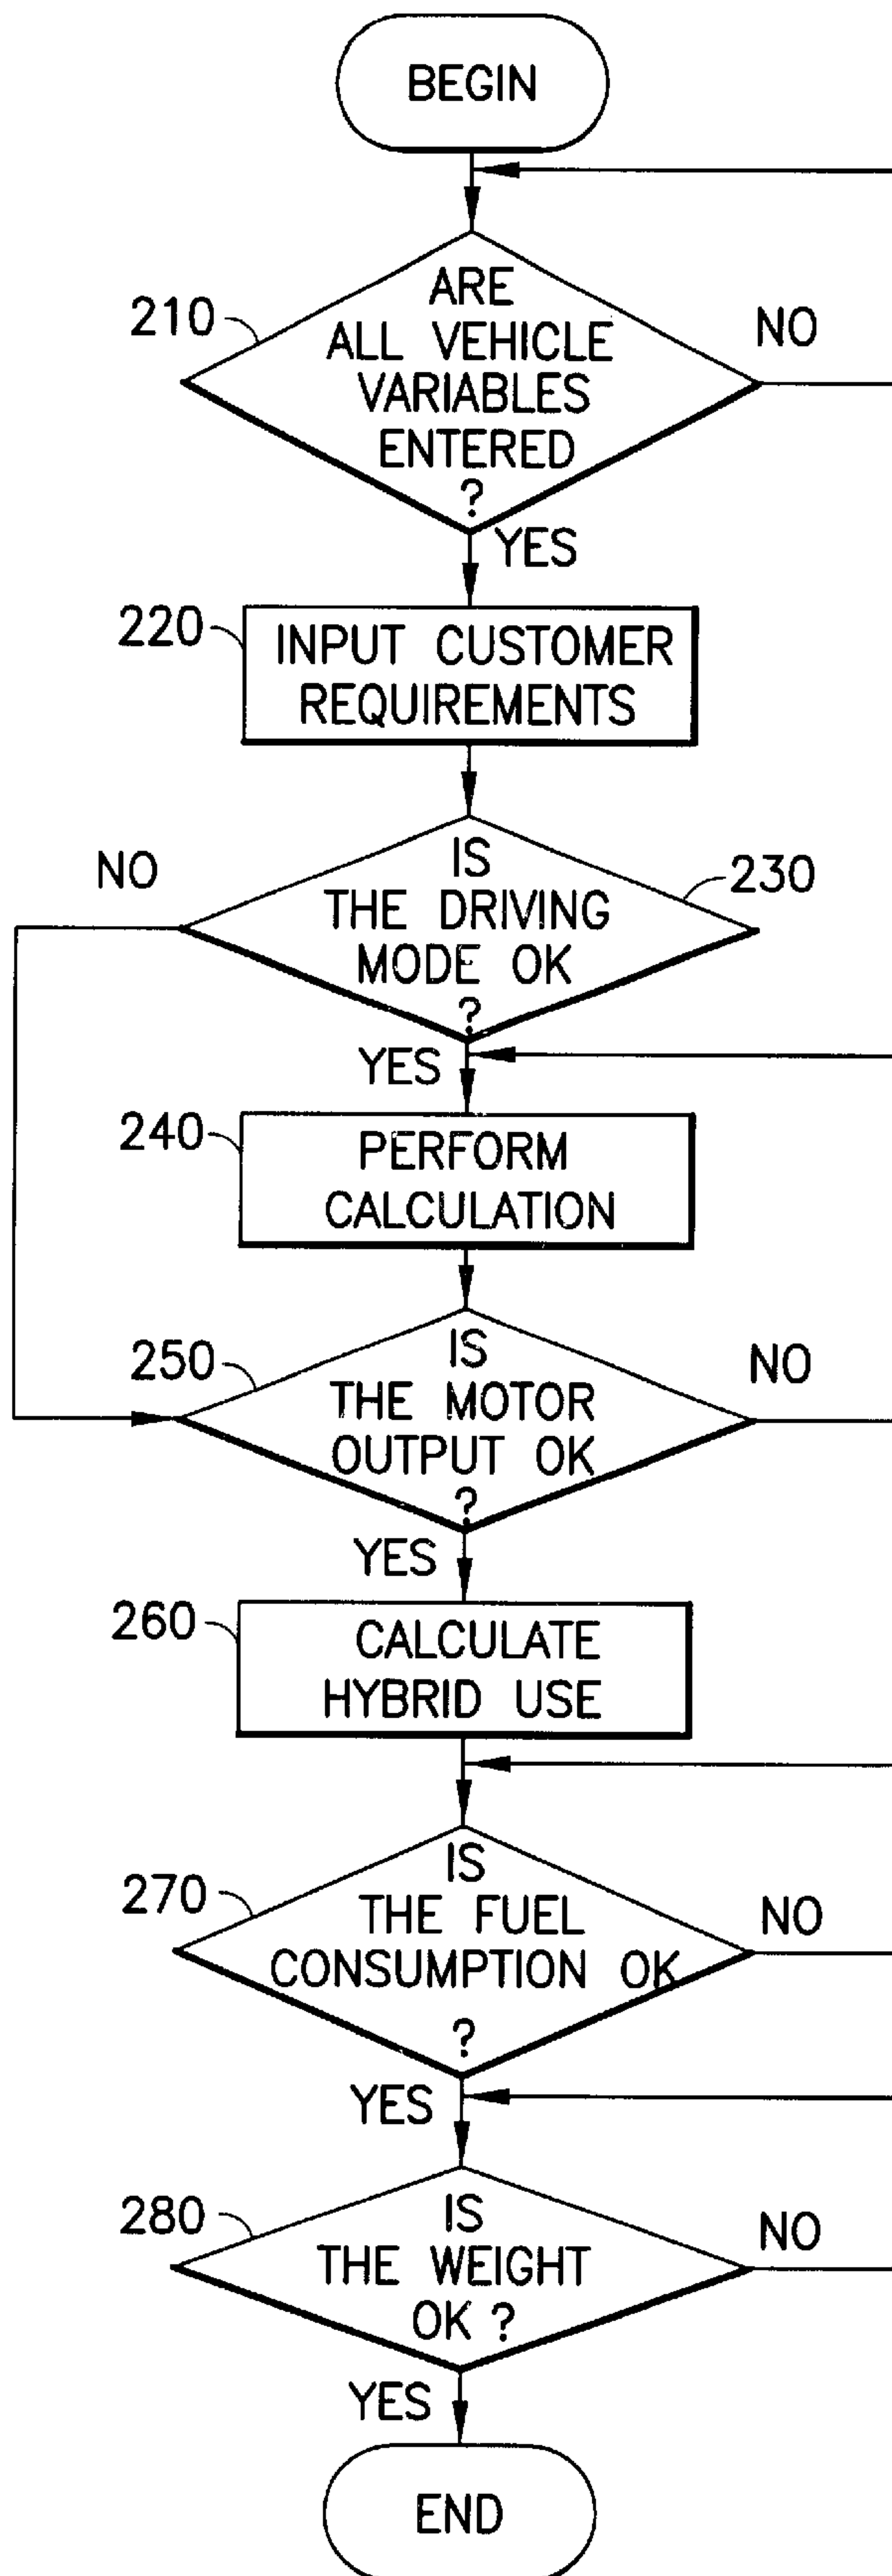 BEGIN
210
ARE
ALL VEHICLE
VARIABLES
ENTERED
?
NO
YES
220
INPUT CUSTOMER
REQUIREMENTS
NO
IS
THE DRIVING
MODE OK
?
230
YES
240
PERFORM
CALCULATION
250
IS
THE MOTOR
OUTPUT OK
?
NO
YES
260
CALCULATE
HYBRID USE
270
IS
THE FUEL
CONSUMPTION OK
?
NO
YES
280
IS
THE WEIGHT
OK ?
NO
YES
END